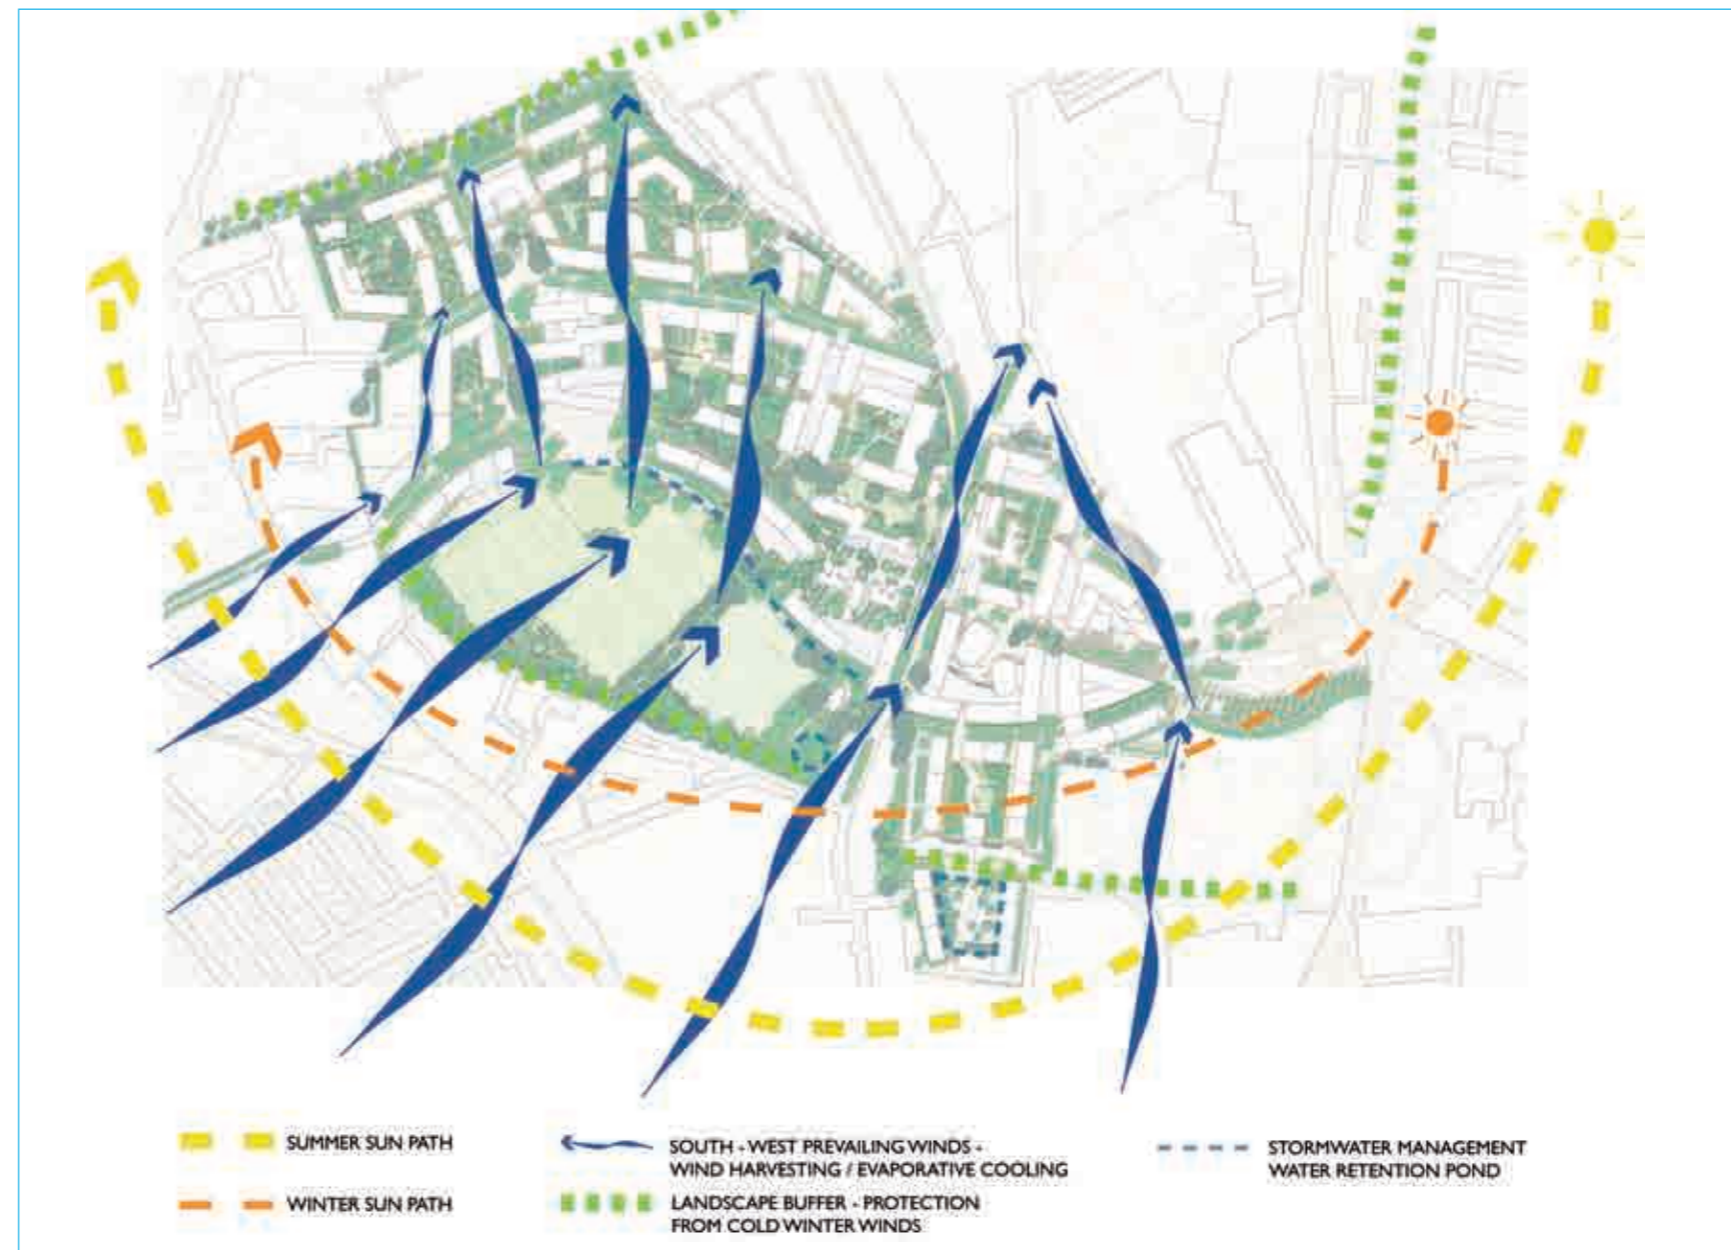 SUMMER SUN PATH
WINTER SUN PATH
SOUTH - WEST PREVAILING WINDS -
WIND HARVESTING / EVAPORATIVE COOLING
LANDSCAPE BUFFER - PROTECTION
FROM COLD WINTER WINDS
STORMWATER MANAGEMENT
WATER RETENTION POND